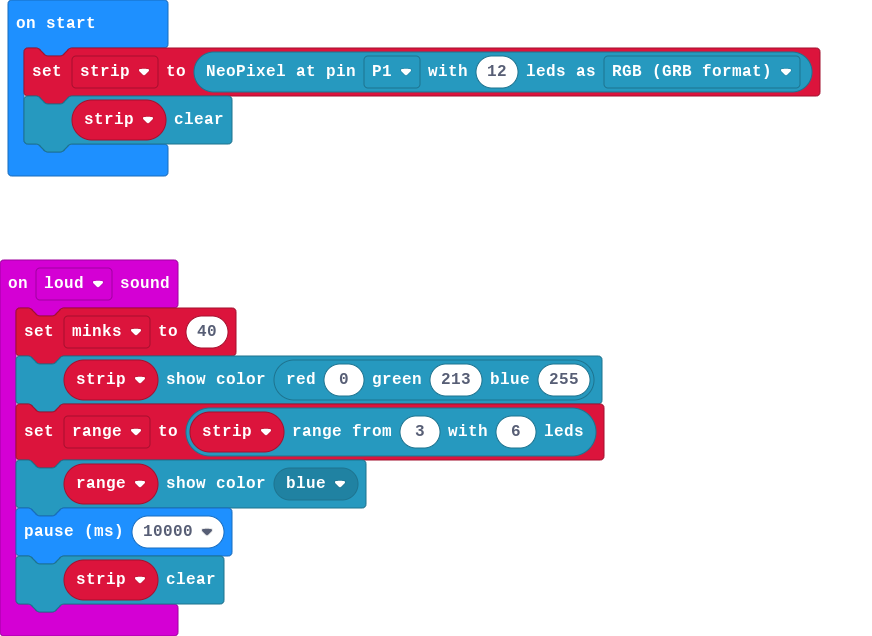 on start
set strip to NeoPixel at pin P1 with 12 leds as RGB (GRB format)
strip clear
on loud sound
set minks to 40
strip show color red 0 green 213 blue 255
set range to strip range from 3 with 6 leds
range show color blue
pause (ms) 10000
strip clear